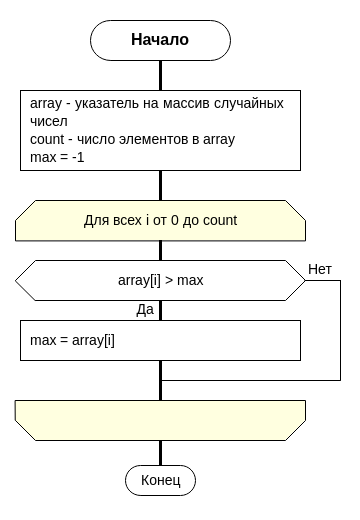 Начало
array - указатель на массив случайных
чисел
count - число элементов в array
max = -1
Для всех i от 0 до count
array[i] > max
Нет
Да
max = array[i]
Конец